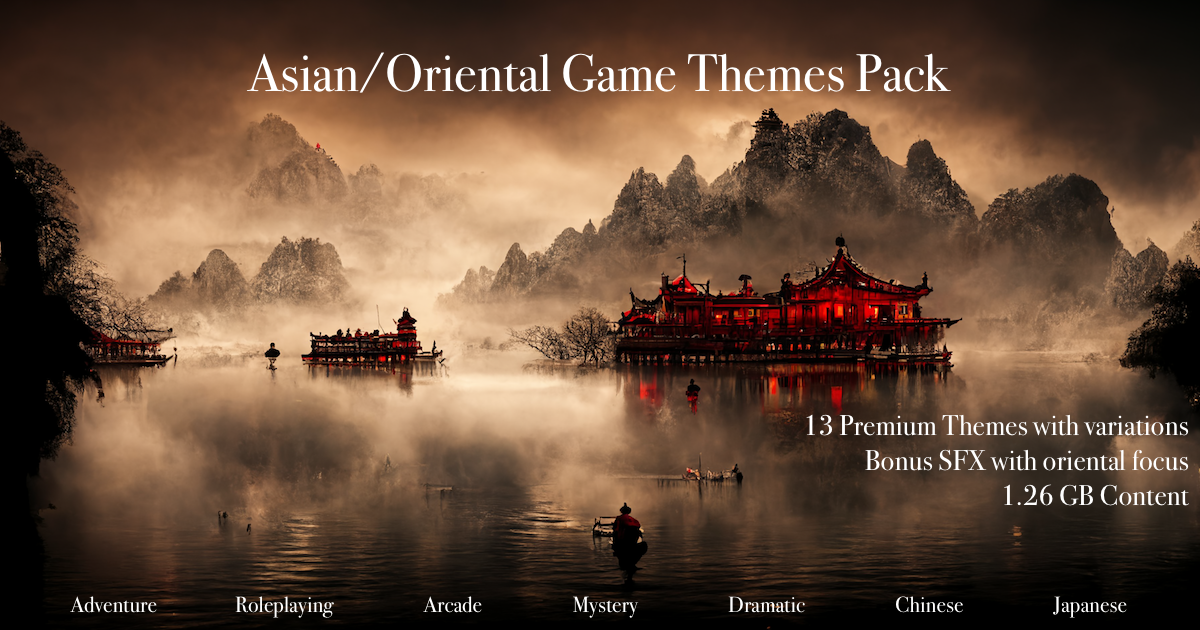 Asian/Oriental Game Themes Pack
13 Premium Themes with variations
Bonus SFX with oriental focus
1.26 GB Content
Adventure Roleplaying Arcade Mystery Dramatic Chinese Japanese